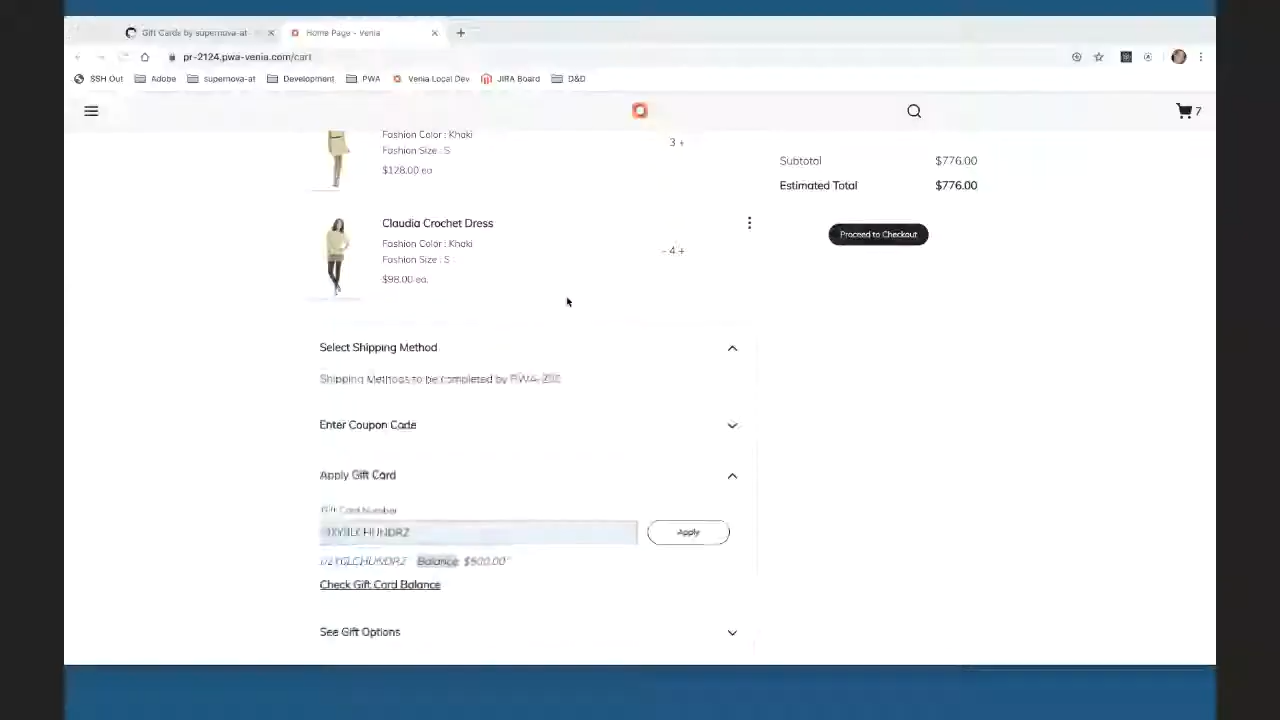 Gift Cards by supernova-at
Home Page - Venia
pr-2124.pwa-venia.com/cart
SSH Out Adobe supernova-at Development PWA Venia Local Dev JIRA Board D&D
7
Fashion Color : Khaki
Fashion Size : S
$128.00 ea
3 +
Subtotal $776.00
Estimated Total $776.00
Proceed to Checkout
Claudia Crochet Dress
Fashion Color : Khaki
Fashion Size : S
$98.00 ea.
- 4 +
Select Shipping Method
Shipping Methods to be completed by PWA-
Enter Coupon Code
Apply Gift Card
Gift Card Number
Apply
Balance: $500.00
Check Gift Card Balance
See Gift Options